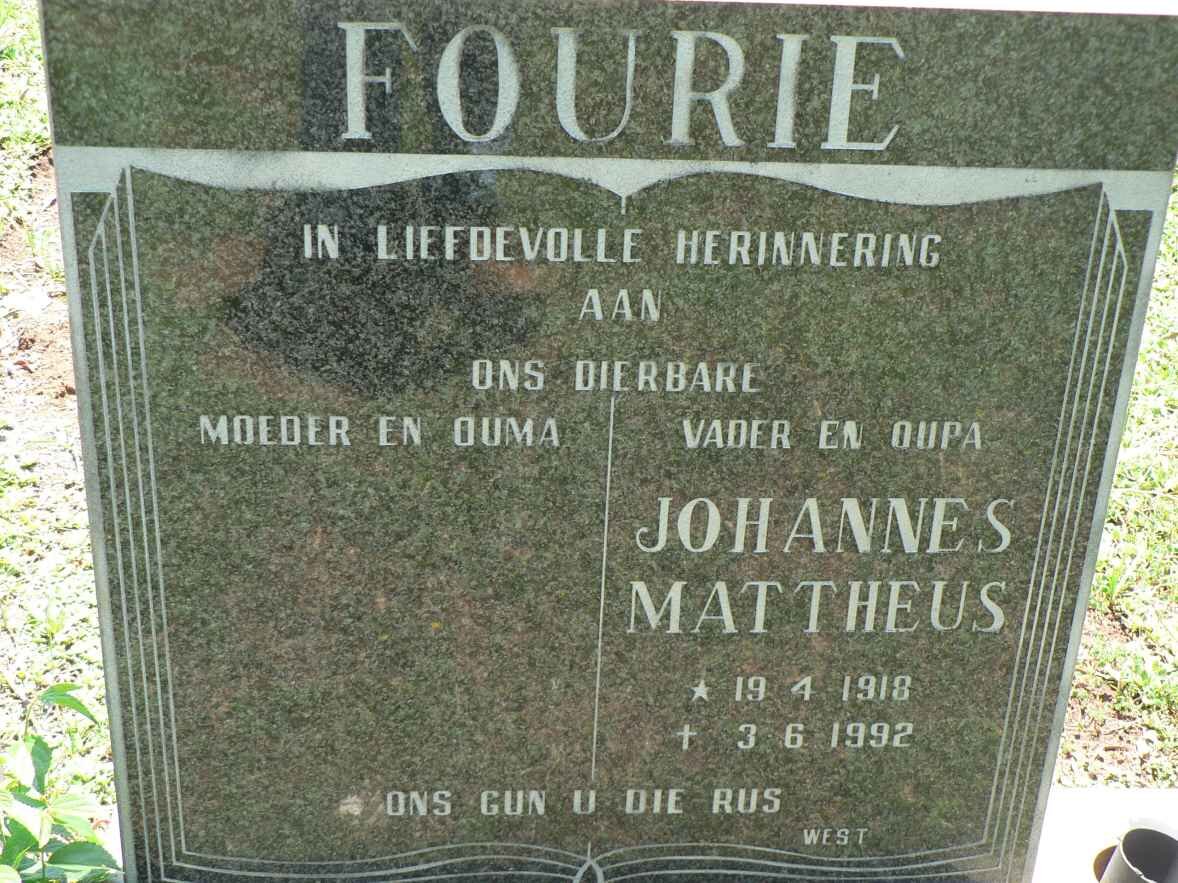 FOURIE
IN LIEFDEVOLLE HERINNERING
AAN
ONS DIERBARE
MOEDER EN OUMA
VADER EN OUPA
JOHANNES
MATTHEUS
★ 19 4 1918
✝ 3 6 1992
ONS GUN U DIE RUS
WEST